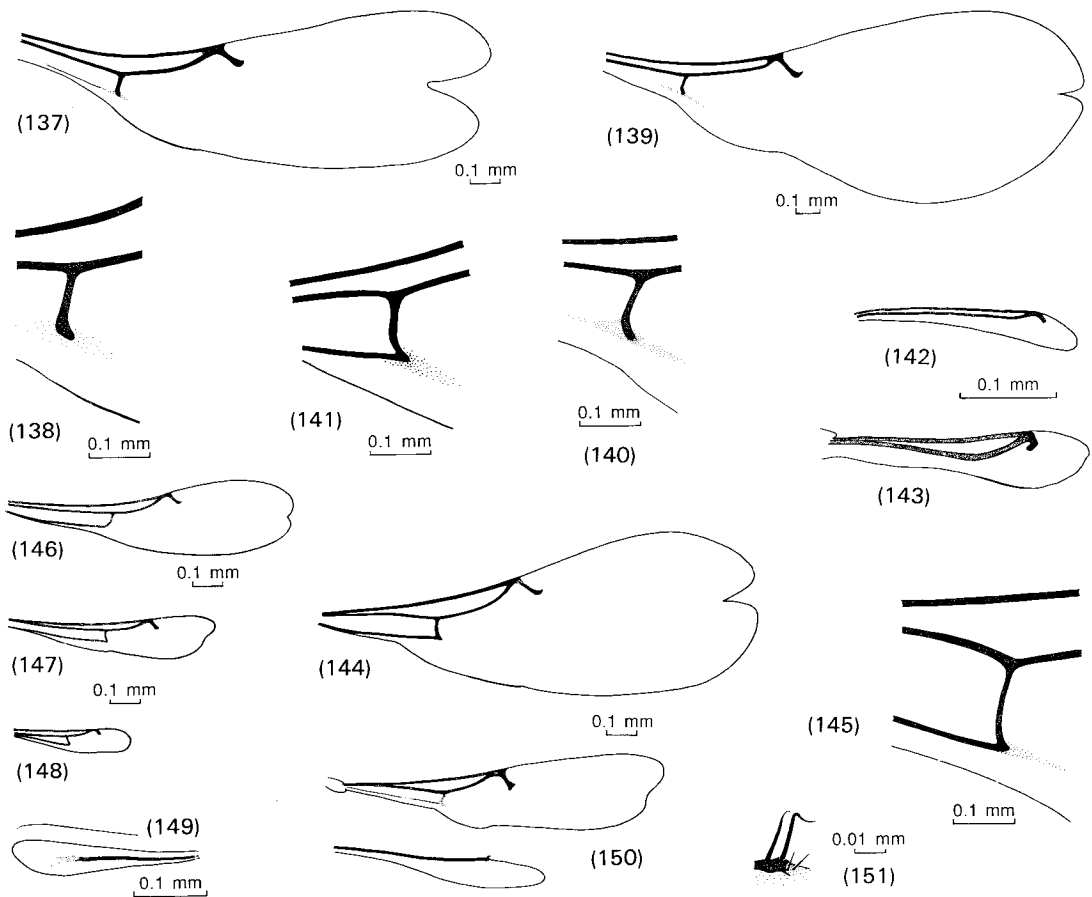 (137)
0.1 mm
(139)
0.1 mm
(138)
0.1 mm
(141)
0.1 mm
(140)
0.1 mm
(142)
0.1 mm
(143)
(146)
0.1 mm
(147)
0.1 mm
(148)
(144)
0.1 mm
(145)
0.1 mm
(149)
0.1 mm
(150)
0.01 mm
(151)